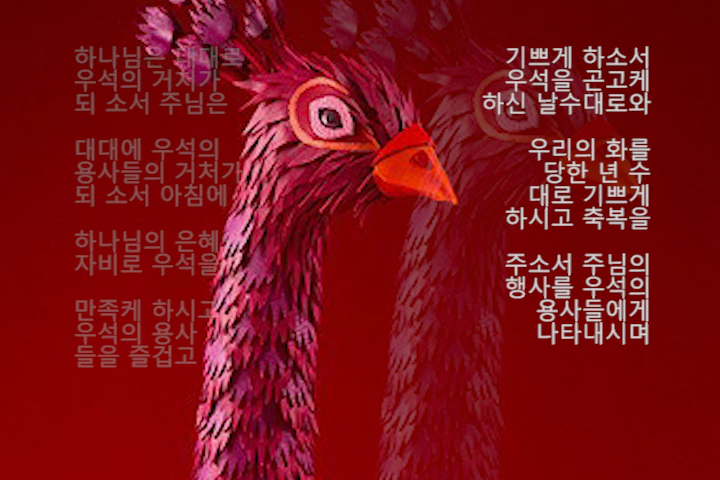 하나님은 대대로
우석의 거처가
되 소서 주님은
대대에 우석의
용사들의 거처가
되 소서 아침에
하나님의 은혜
자비로 우석을
만족케 하시고
우석의 용사
들을 즐겁고
기쁘게 하소서
우석을 곤고케
하신 날수대로와
우리의 화를
당한 년 수
대로 기쁘게
하시고 축복을
주소서 주님의
행사를 우석의
용사들에게
나타내시며